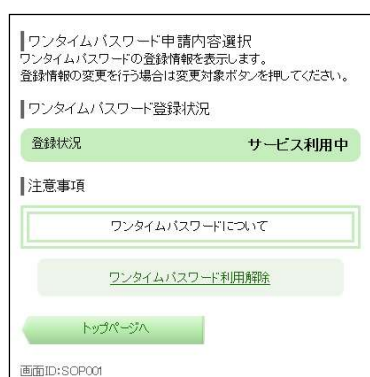 ワンタイムパスワード申請内容選択
ワンタイムパスワードの登録情報を表示します。
登録情報の変更を行う場合は変更対象ボタンを押してください。
ワンタイムパスワード登録状況
登録状況 サービス利用中
注意事項
ワンタイムパスワードについて
ワンタイムパスワード利用解除
トップページへ
画面ID:SOP001